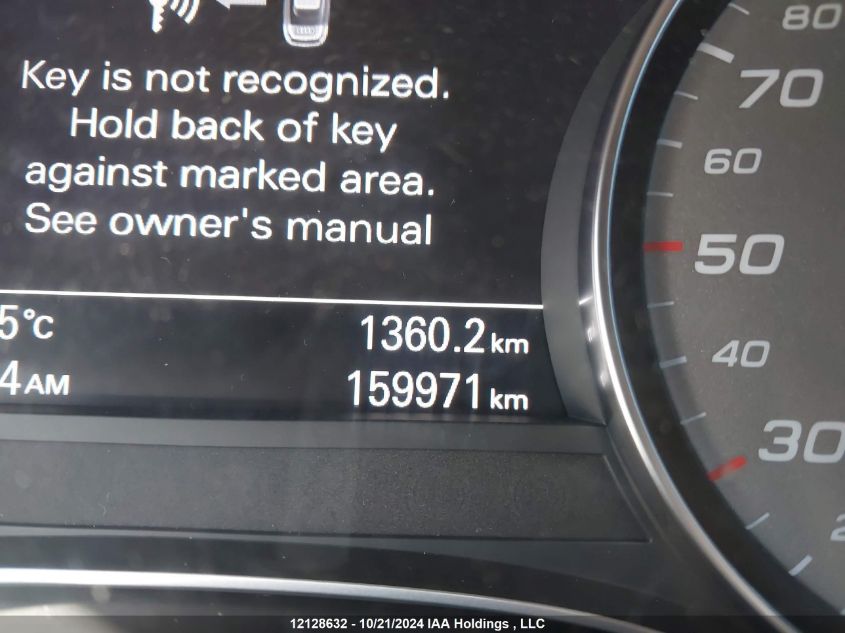 Key is not recognized.
Hold back of key
against marked area.
See owner's manual
5°C
1360.2 km
4 AM
159971 km
80
70
60
50
40
30
12128632 - 10/21/2024 IAA Holdings , LLC